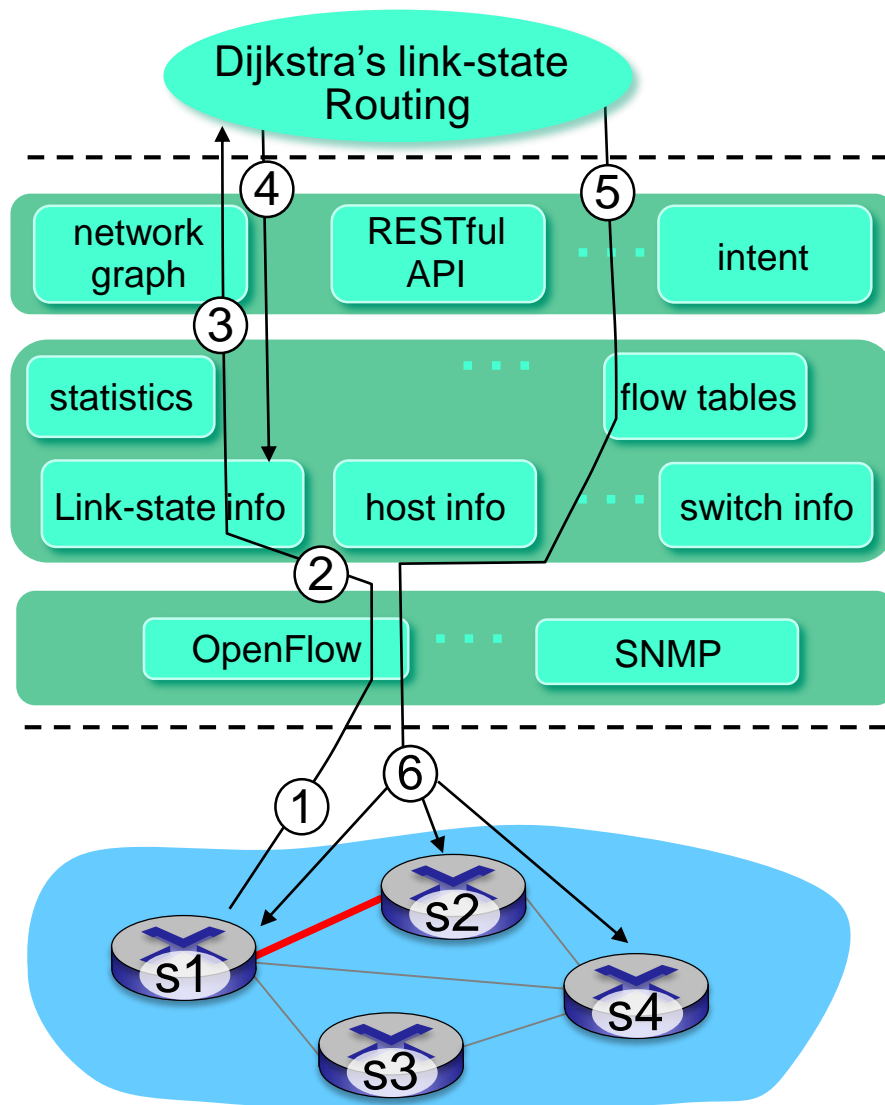 Dijkstra’s link-state
Routing
4
5
network
graph
RESTful
API
intent
3
statistics
flow tables
Link-state info
host info
switch info
2
OpenFlow
SNMP
1
6
s2
s1
s4
s3